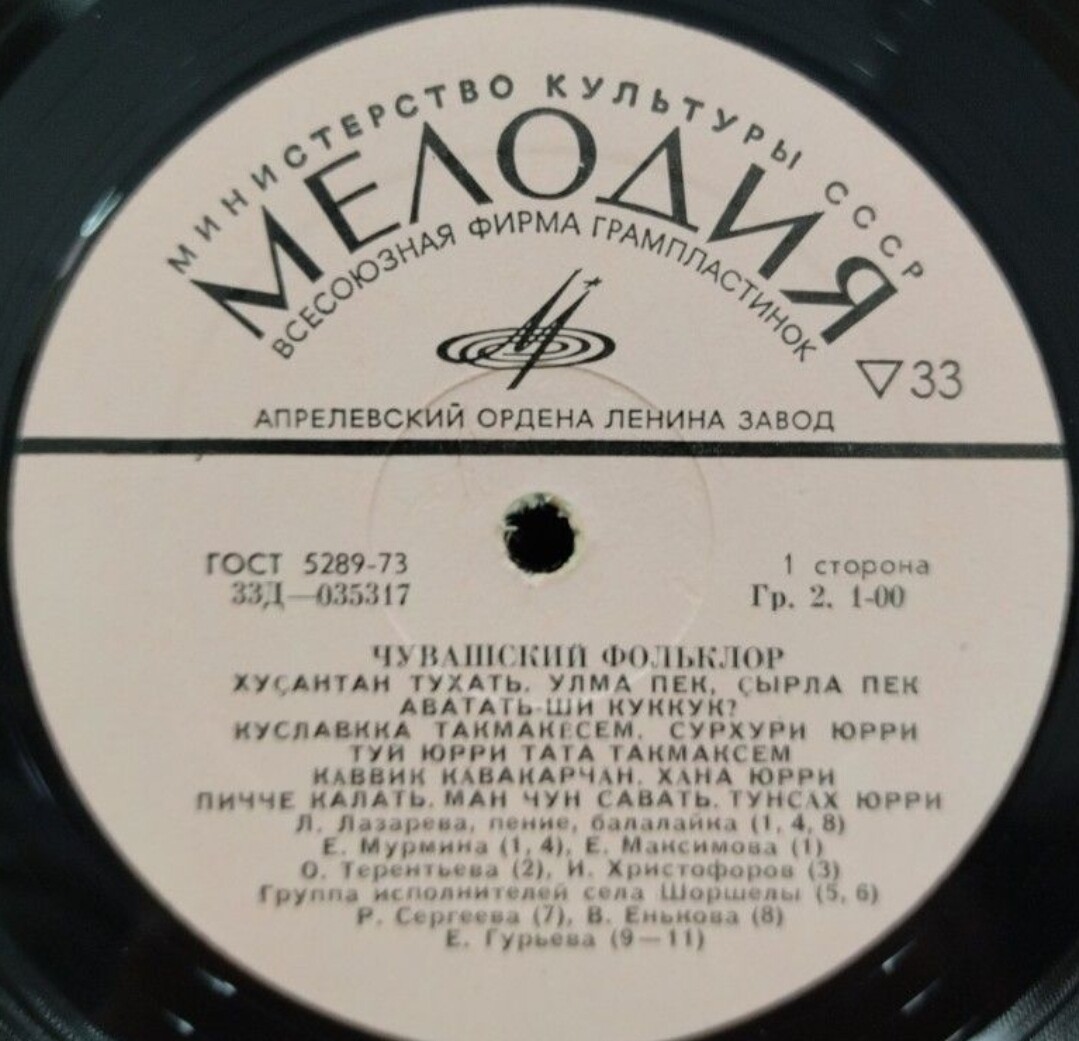 МИНИСТЕРСТВО КУЛЬТУРЫ СССР
МЕЛОДИЯ
ВСЕСОЮЗНАЯ ФИРМА ГРАМПЛАСТИНОК
33
АПРЕЛЕВСКИЙ ОРДЕНА ЛЕНИНА ЗАВОД
ГОСТ 5289-73
1 сторона
33Д—035317
Гр. 2. 1-00
ЧУВАШСКИЙ ФОЛЬКЛОР
ХУҪАНТАН ТУХАТЬ. УЛМА ПЕК, ҪЫРЛА ПЕК
АВАТАТЬ-ШИ КУККУК?
КУСЛАВККА ТАКМАКЕСЕМ. СУРХУРИ ЮРРИ
ТУЙ ЮРРИ ТАТА ТАКМАКСЕМ
КАВВИК КАВАКАРЧАН. ХАНА ЮРРИ
ПИЧЧЕ КАЛАТЬ. МАН ЧУН САВАТЬ. ТУНСАХ ЮРРИ
Л. Лазарева, пение, балалайка (1, 4, 8)
Е. Мурмина (1, 4), Е. Максимова (1)
О. Терентьева (2), И. Христофоров (3)
Группа исполнителей села Шоршелы (5, 6)
Р. Сергеева (7), В. Енькова (8)
Е. Гурьева (9—11)